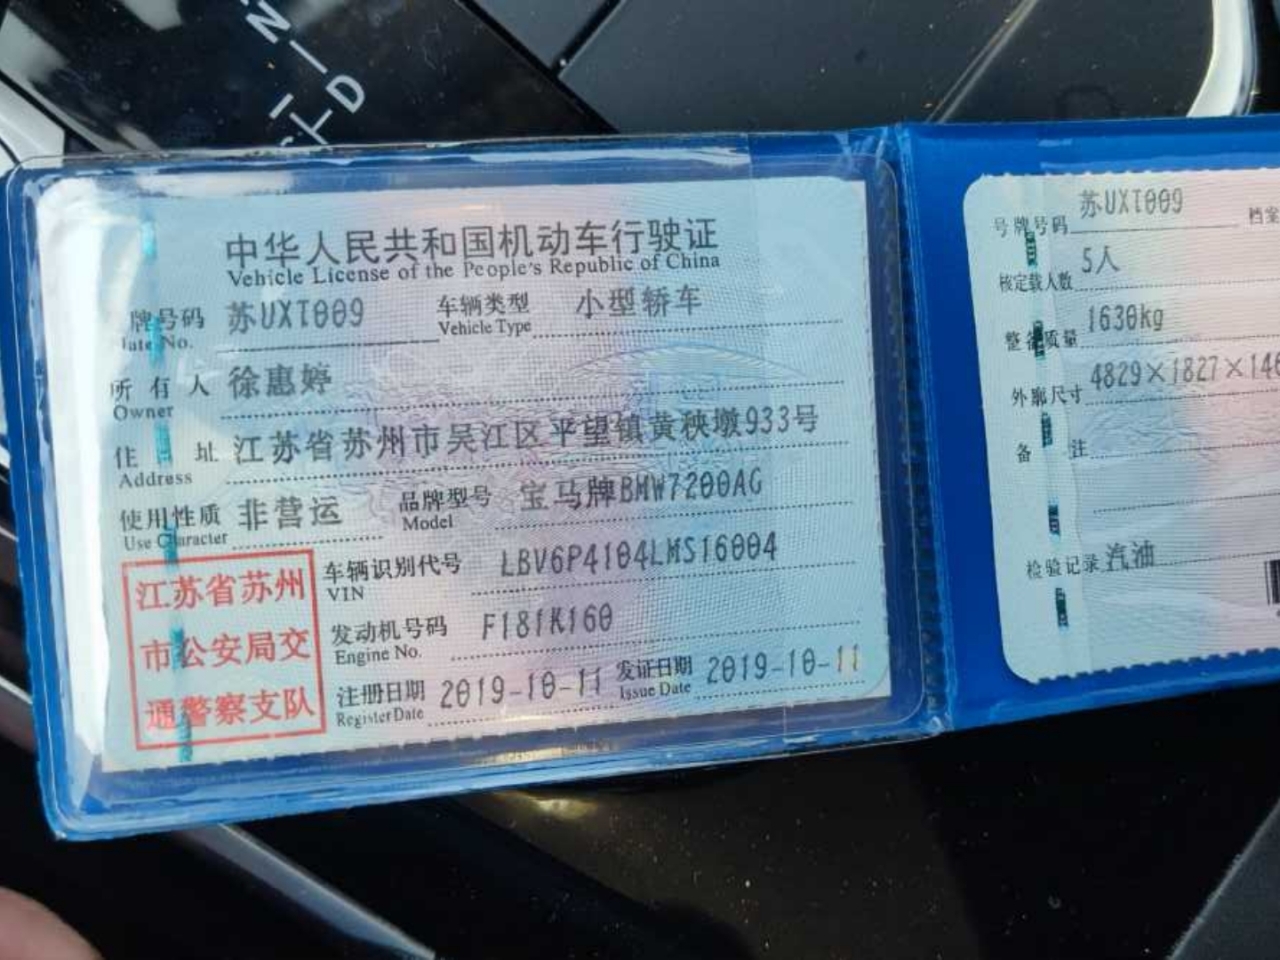 中华人民共和国机动车行驶证
Vehicle License of the People's Republic of China
牌号码 苏UXT009 车辆类型 小型轿车
late No. Vehicle Type
所有人 徐惠婷
Owner
住址 江苏省苏州市吴江区平望镇黄秧墩933号
Address
使用性质 非营运 品牌型号 宝马牌BMW7200AG
Use Character Model
江苏省苏州
市公安局交
通警察支队
车辆识别代号 LBV6P4104LMS16004
VIN
发动机号码 F181K160
Engine No.
注册日期 2019-10-11 发证日期 2019-10-11
Register Date Issue Date
号牌号码 苏UXT009 档案
核定载人数 5人
整备质量 1630kg
外廓尺寸 4829×1827×146
备注
检验记录 汽油
N
D